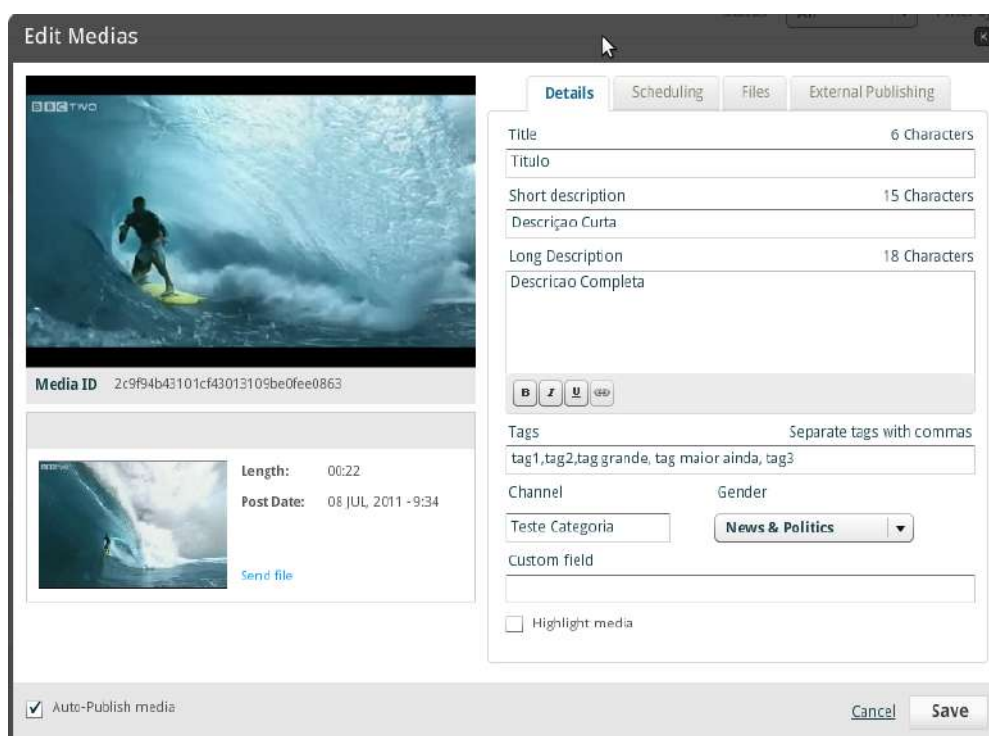 Edit Medias
BBC TWO
Media ID 2c9f94b43101cf43013109be0fee0863
Length: 00:22
Post Date: 08 JUL, 2011 - 9:34
Send file
Details Scheduling Files External Publishing
Title 6 Characters
Titulo
Short description 15 Characters
Descriçao Curta
Long Description 18 Characters
Descricao Completa
B I U
Tags Separate tags with commas
tag1,tag2,tag grande, tag maior ainda, tag3
Channel Gender
Teste Categoria News & Politics
Custom field
Highlight media
Auto-Publish media
Cancel Save